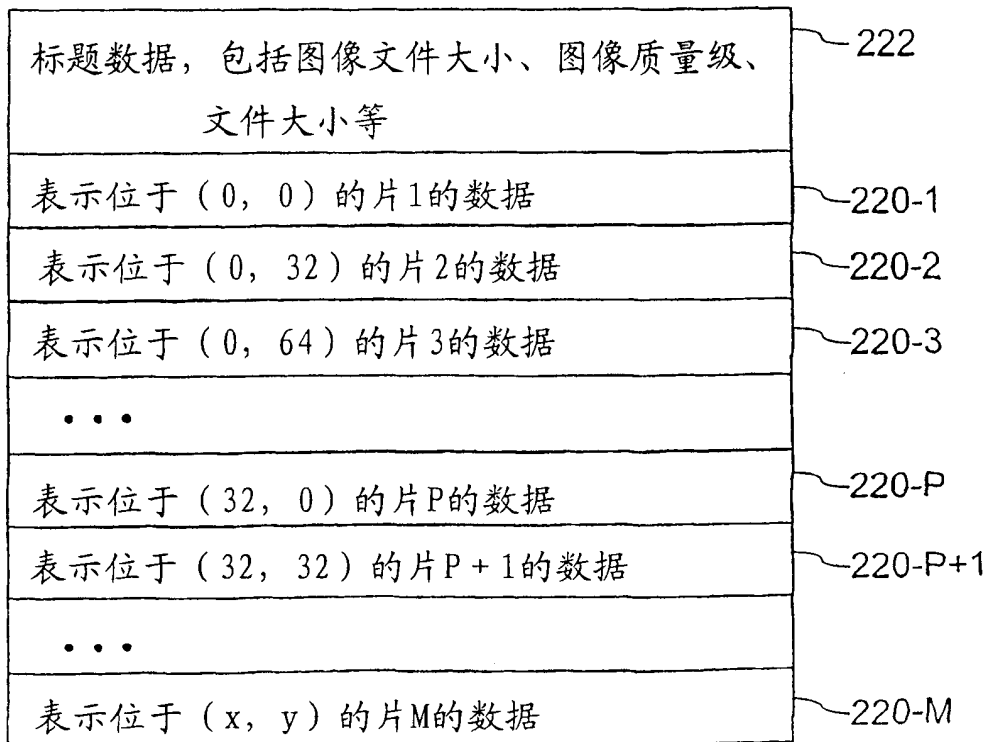 标题数据，包括图像文件大小、图像质量级、 222
文件大小等
表示位于（0，0）的片1的数据 220-1
表示位于（0，32）的片2的数据 220-2
表示位于（0，64）的片3的数据 220-3
•••
表示位于（32，0）的片P的数据 220-P
表示位于（32，32）的片P+1的数据 220-P+1
•••
表示位于（x，y）的片M的数据 220-M